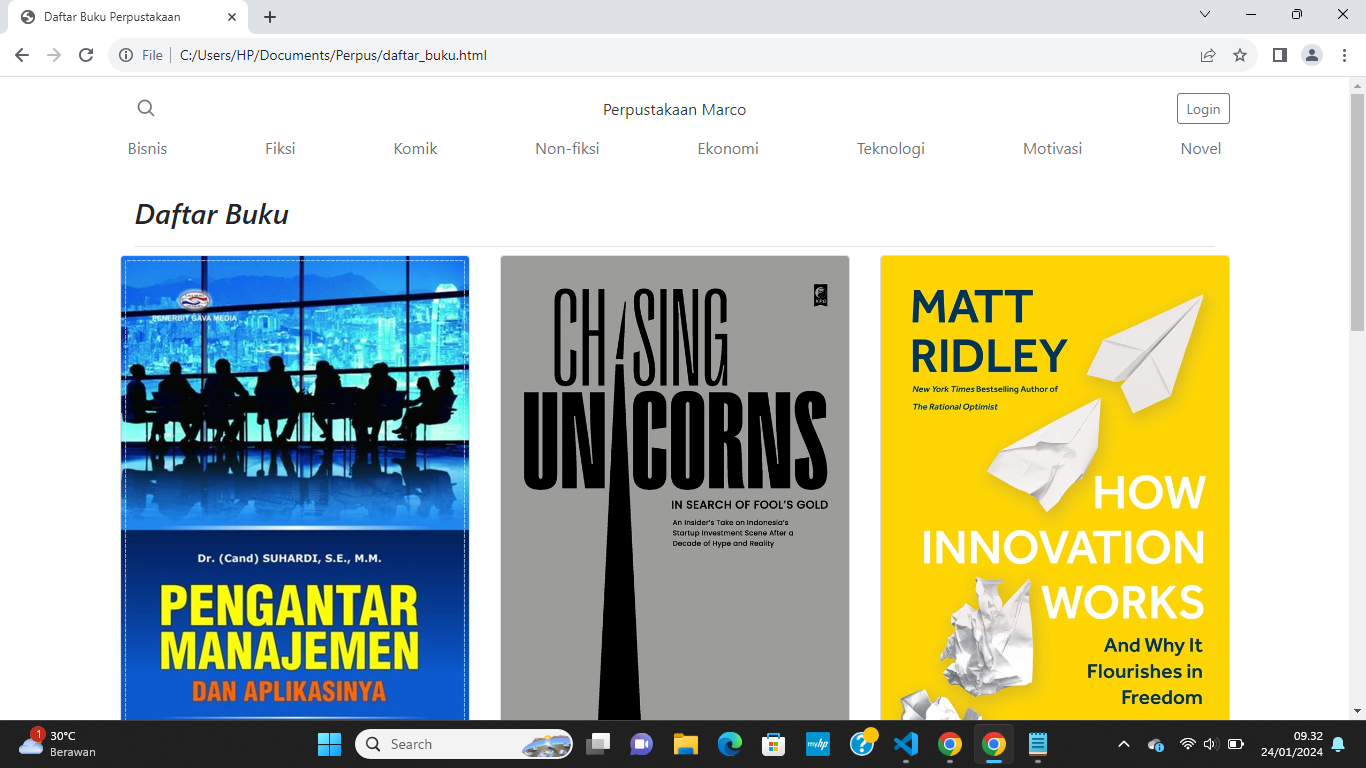 Daftar Buku Perpustakaan
File
C:/Users/HP/Documents/Perpus/daftar_buku.html
Perpustakaan Marco
Login
Bisnis Fiksi Komik Non-fiksi Ekonomi Teknologi Motivasi Novel
Daftar Buku
PENERBIT GAVA MEDIA
Dr. (Cand) SUHARDI, S.E., M.M.
PENGANTAR
MANAJEMEN
DAN APLIKASINYA
KPG
CHASING
UNICORNS
IN SEARCH OF FOOL'S GOLD
An Insider's Take on Indonesia's
Startup Investment Scene After a
Decade of Hype and Reality
MATT
RIDLEY
New York Times Bestselling Author of
The Rational Optimist
HOW
INNOVATION
WORKS
And Why It
Flourishes in
Freedom
1
30°C
Berawan
Search
myhp
09.32
24/01/2024